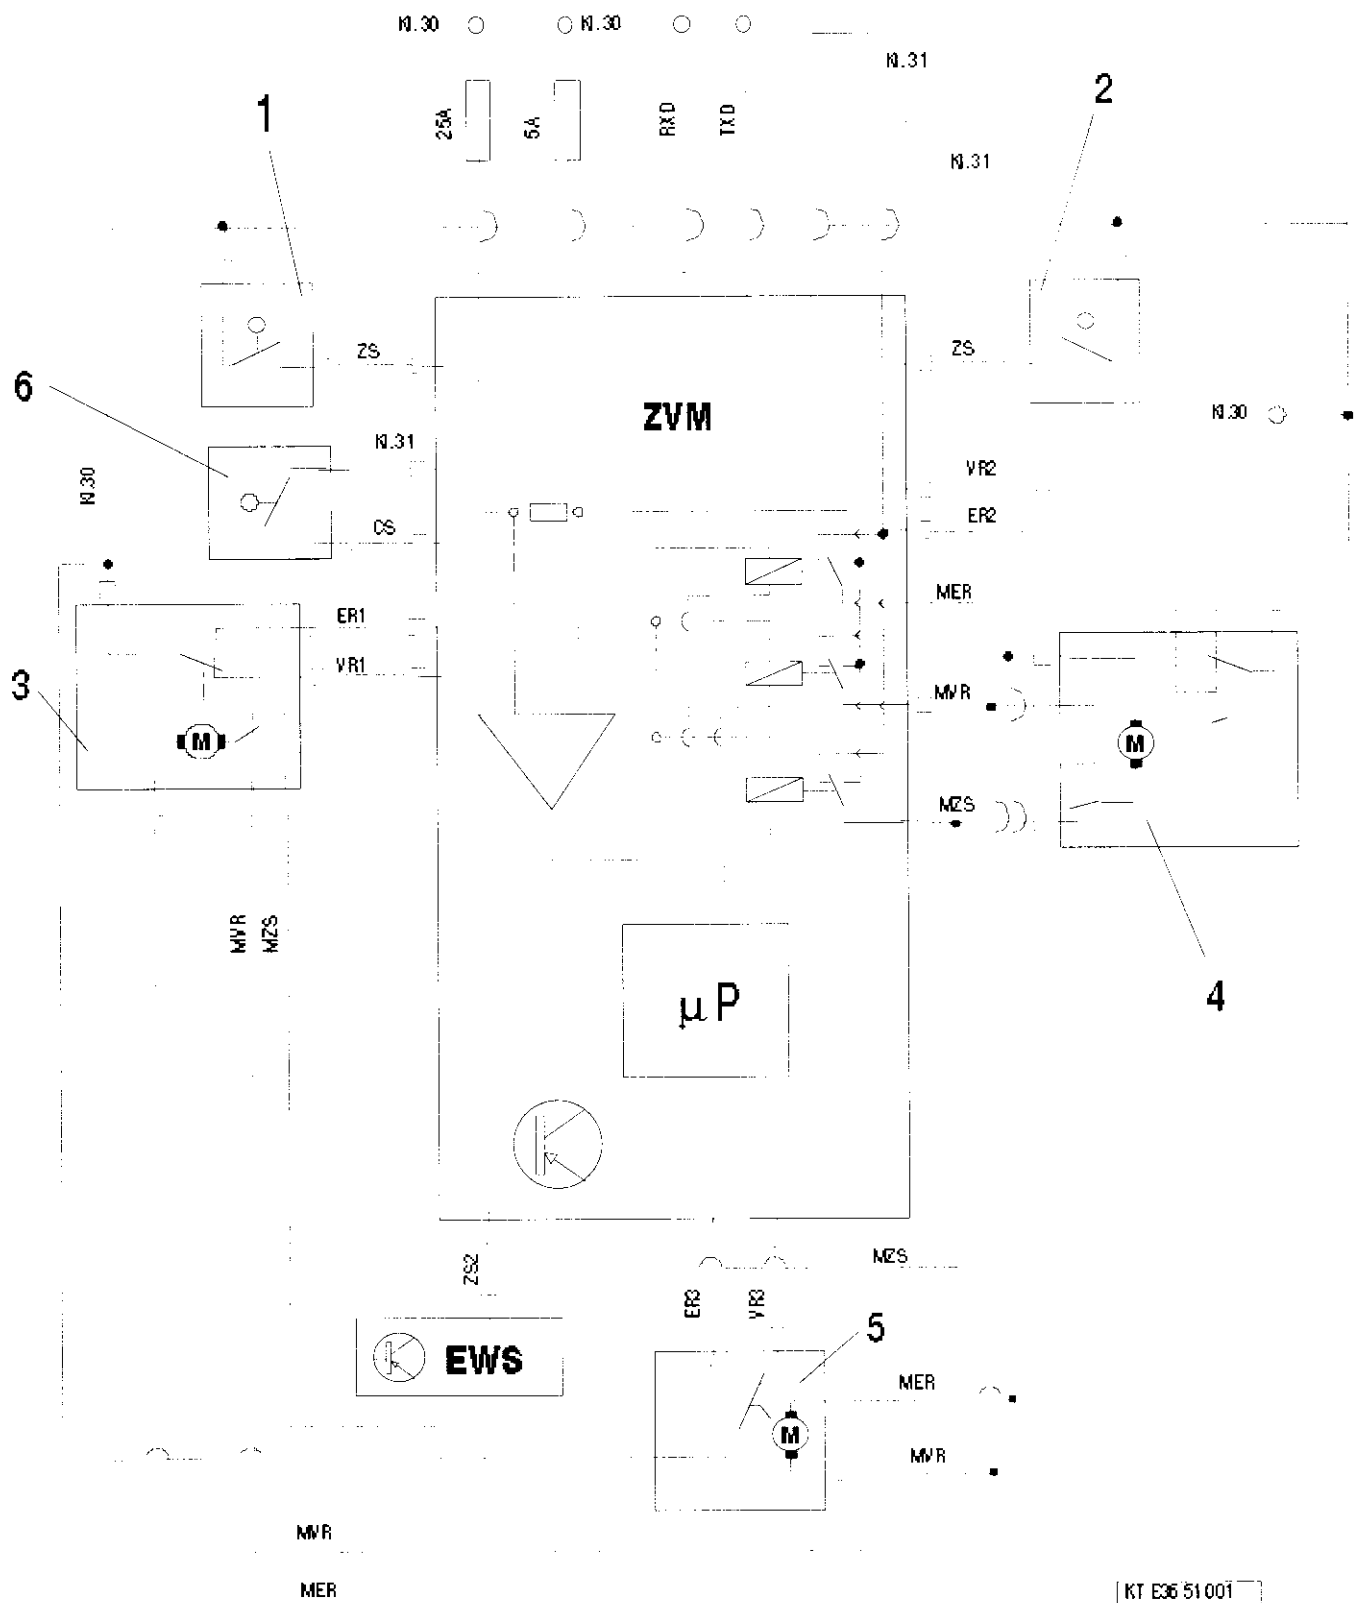 Kl.30
Kl.30
Kl.31
1
2
25A
5A
RXD
TXD
Kl.31
ZS
ZS
6
ZVM
Kl.30
Kl.31
Kl.30
VR2
CS
ER2
MER
ER1
VR1
3
MVR
M
M
MZS
MVR
MZS
4
µP
ZS2
MZS
ER3
VR3
5
EWS
MER
M
MVR
MVR
MER
KT E36 51 001